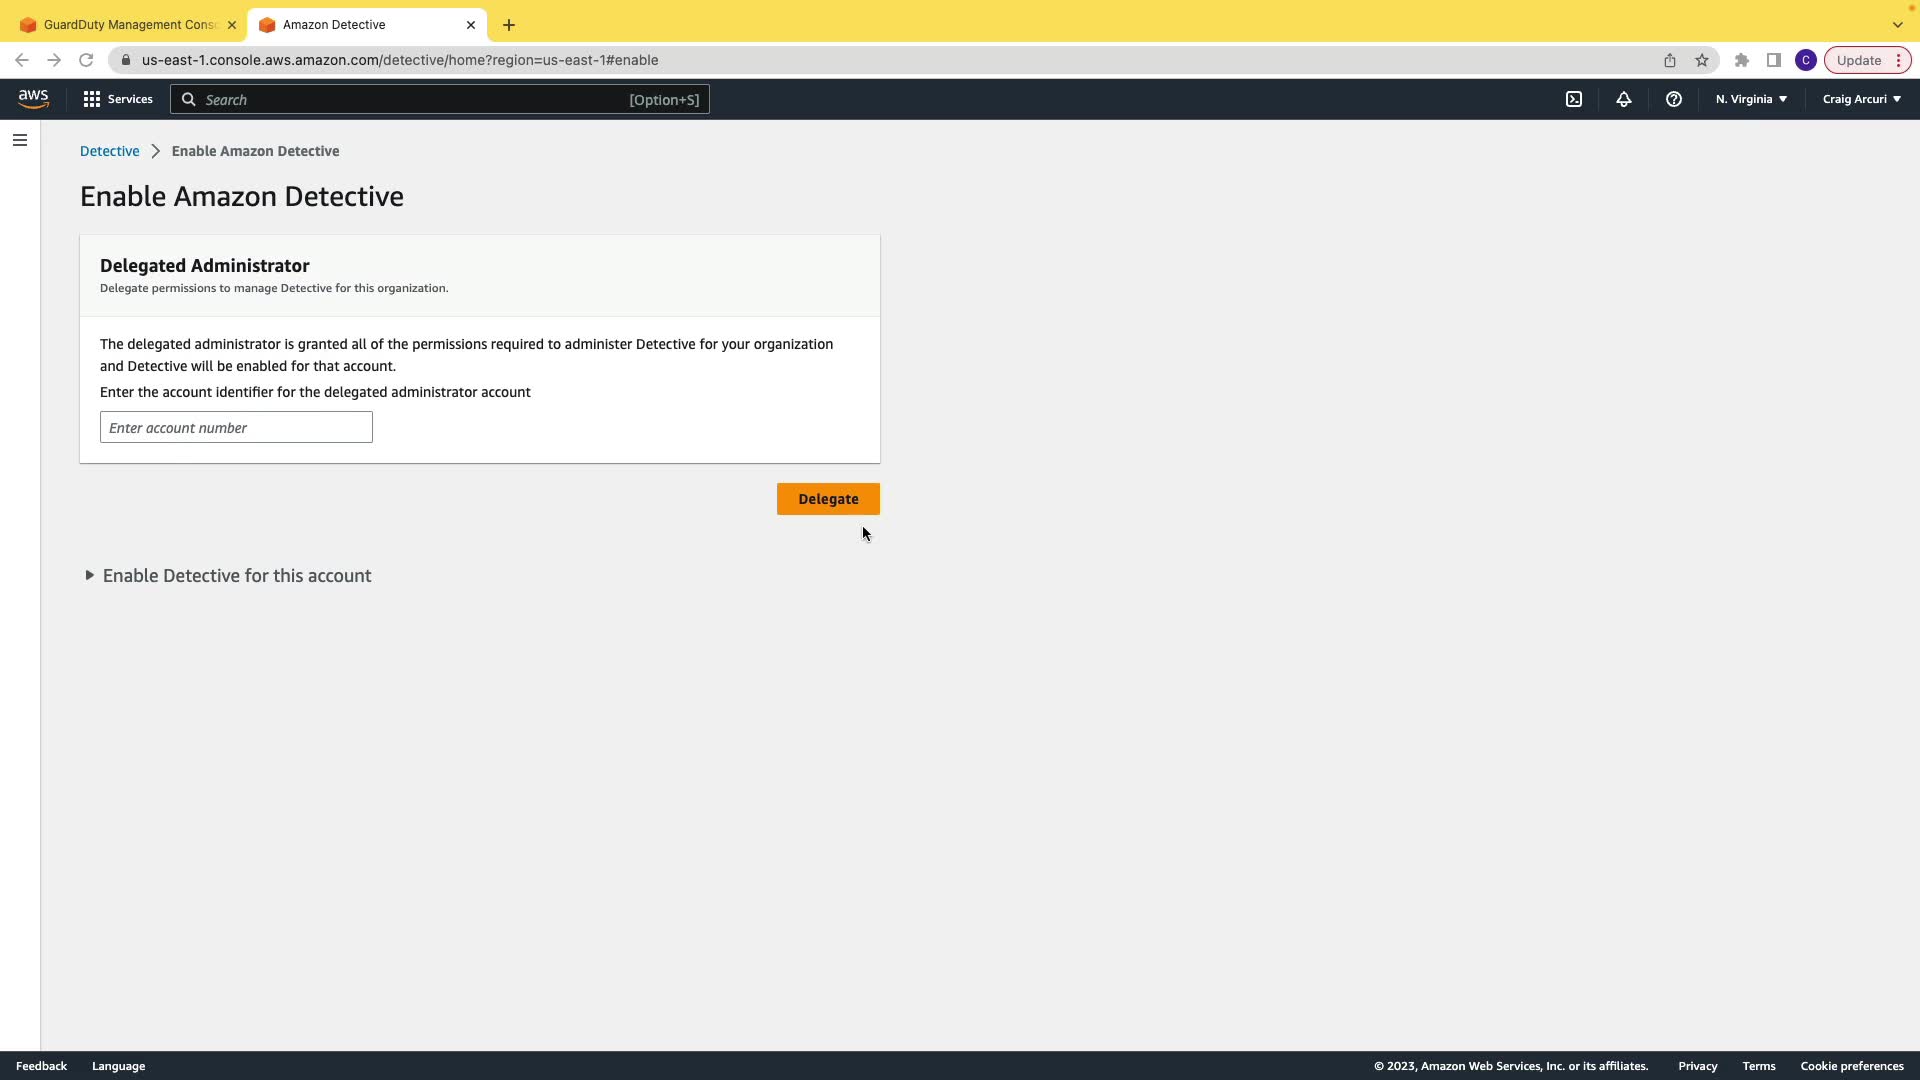 GuardDuty Management Conso
Amazon Detective
us-east-1.console.aws.amazon.com/detective/home?region=us-east-1#enable
C
Update
aws
Services
Search
[Option+S]
N. Virginia
Craig Arcuri
Detective
Enable Amazon Detective
Enable Amazon Detective
Delegated Administrator
Delegate permissions to manage Detective for this organization.
The delegated administrator is granted all of the permissions required to administer Detective for your organization
and Detective will be enabled for that account.
Enter the account identifier for the delegated administrator account
Enter account number
Delegate
Enable Detective for this account
Feedback
Language
© 2023, Amazon Web Services, Inc. or its affiliates.
Privacy
Terms
Cookie preferences